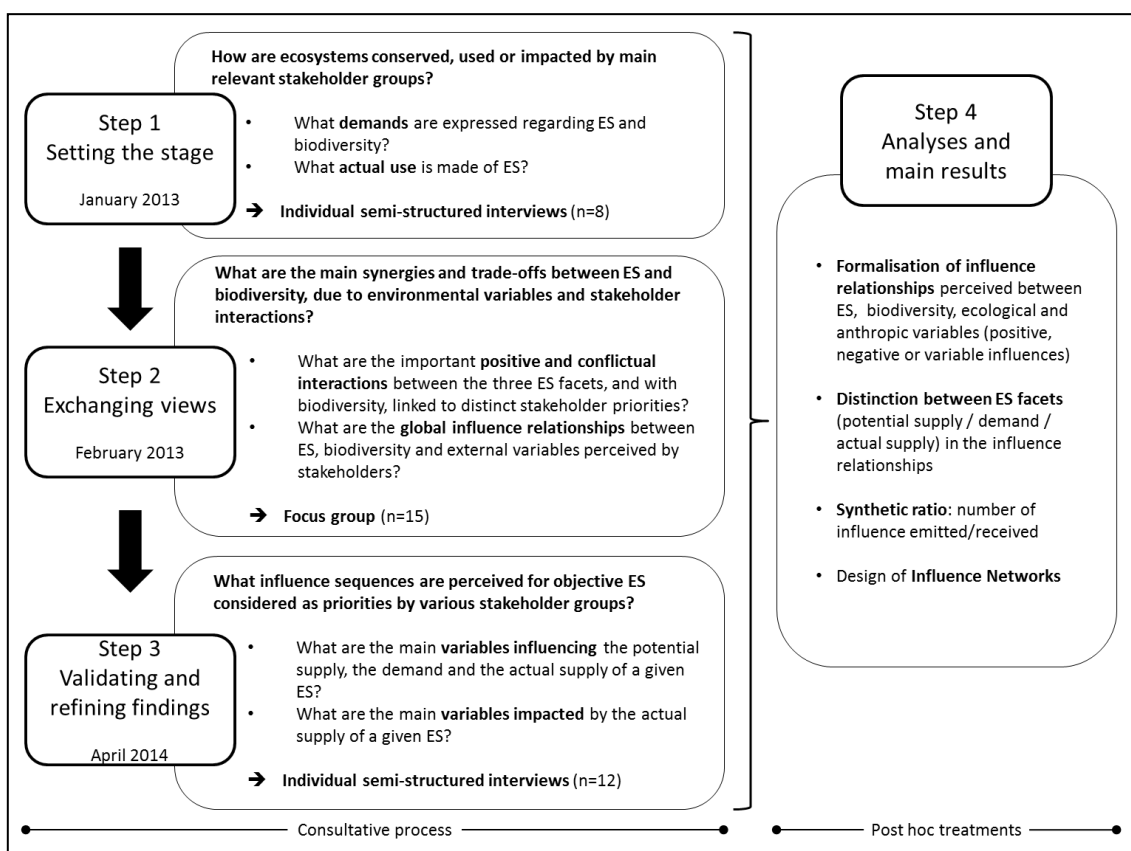 Step 1
Setting the stage
January 2013
How are ecosystems conserved, used or impacted by main
relevant stakeholder groups?
• What demands are expressed regarding ES and
biodiversity?
• What actual use is made of ES?
➔ Individual semi-structured interviews (n=8)
Step 2
Exchanging views
February 2013
What are the main synergies and trade-offs between ES and
biodiversity, due to environmental variables and stakeholder
interactions?
• What are the important positive and conflictual
interactions between the three ES facets, and with
biodiversity, linked to distinct stakeholder priorities?
• What are the global influence relationships between
ES, biodiversity and external variables perceived by
stakeholders?
➔ Focus group (n=15)
Step 3
Validating and
refining findings
April 2014
What influence sequences are perceived for objective ES
considered as priorities by various stakeholder groups?
• What are the main variables influencing the potential
supply, the demand and the actual supply of a given
ES?
• What are the main variables impacted by the actual
supply of a given ES?
➔ Individual semi-structured interviews (n=12)
Consultative process
Step 4
Analyses and
main results
• Formalisation of influence
relationships perceived between
ES, biodiversity, ecological and
anthropic variables (positive,
negative or variable influences)
• Distinction between ES facets
(potential supply / demand /
actual supply) in the influence
relationships
• Synthetic ratio: number of
influence emitted/received
• Design of Influence Networks
Post hoc treatments